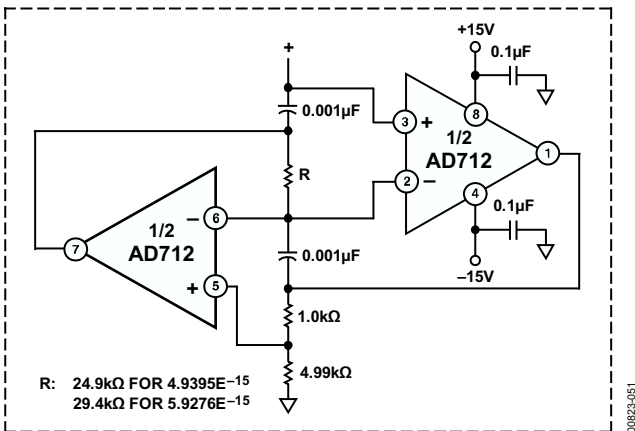 +15V
+
0.1µF
0.001µF
8
3
+
1/2
AD712
1
R
2
−
4
0.1µF
1/2
AD712
−
6
7
0.001µF
−15V
+
5
1.0kΩ
4.99kΩ
R: 24.9kΩ FOR 4.9395E−15
29.4kΩ FOR 5.9276E−15
00823-051